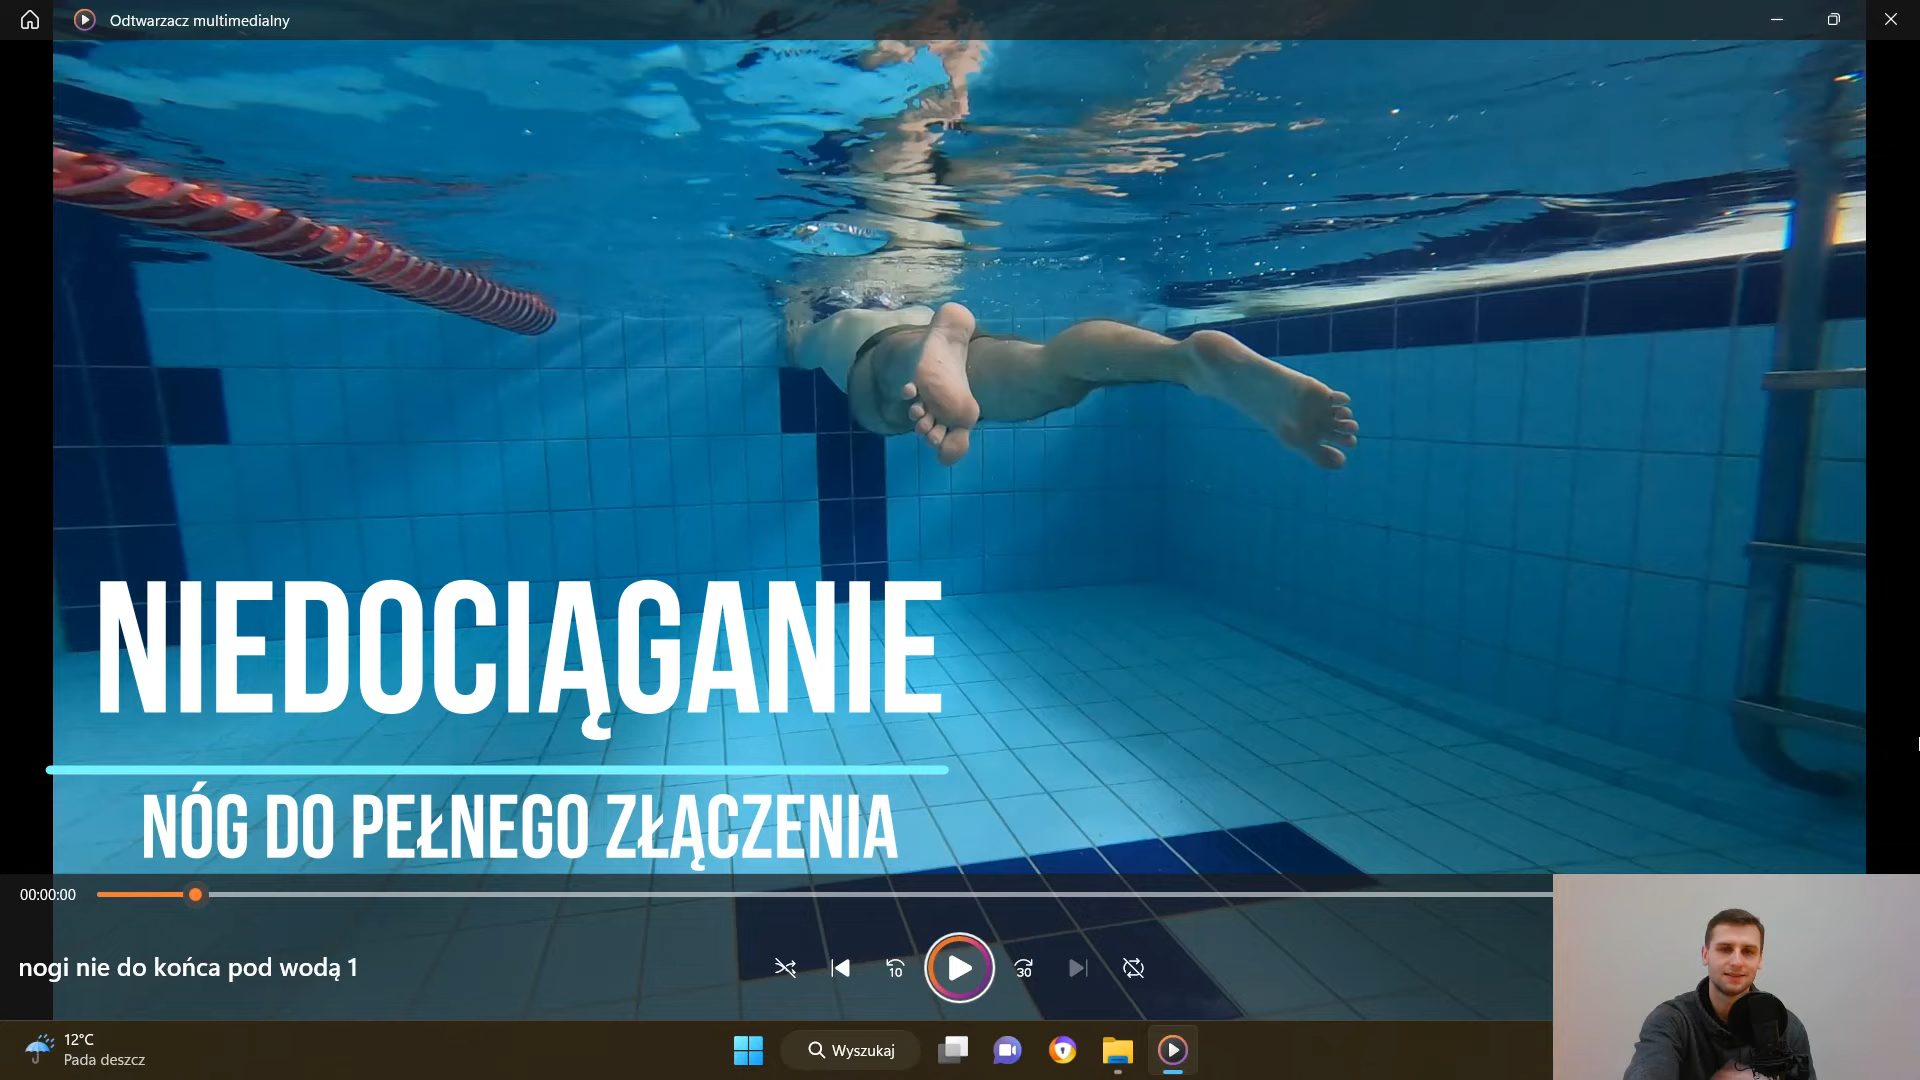 Odtwarzacz multimedialny
NIEDOCIĄGANIE
NÓG DO PEŁNEGO ZŁĄCZENIA
00:00:00
nogi nie do końca pod wodą 1
10
30
12°C
Pada deszcz
Wyszukaj